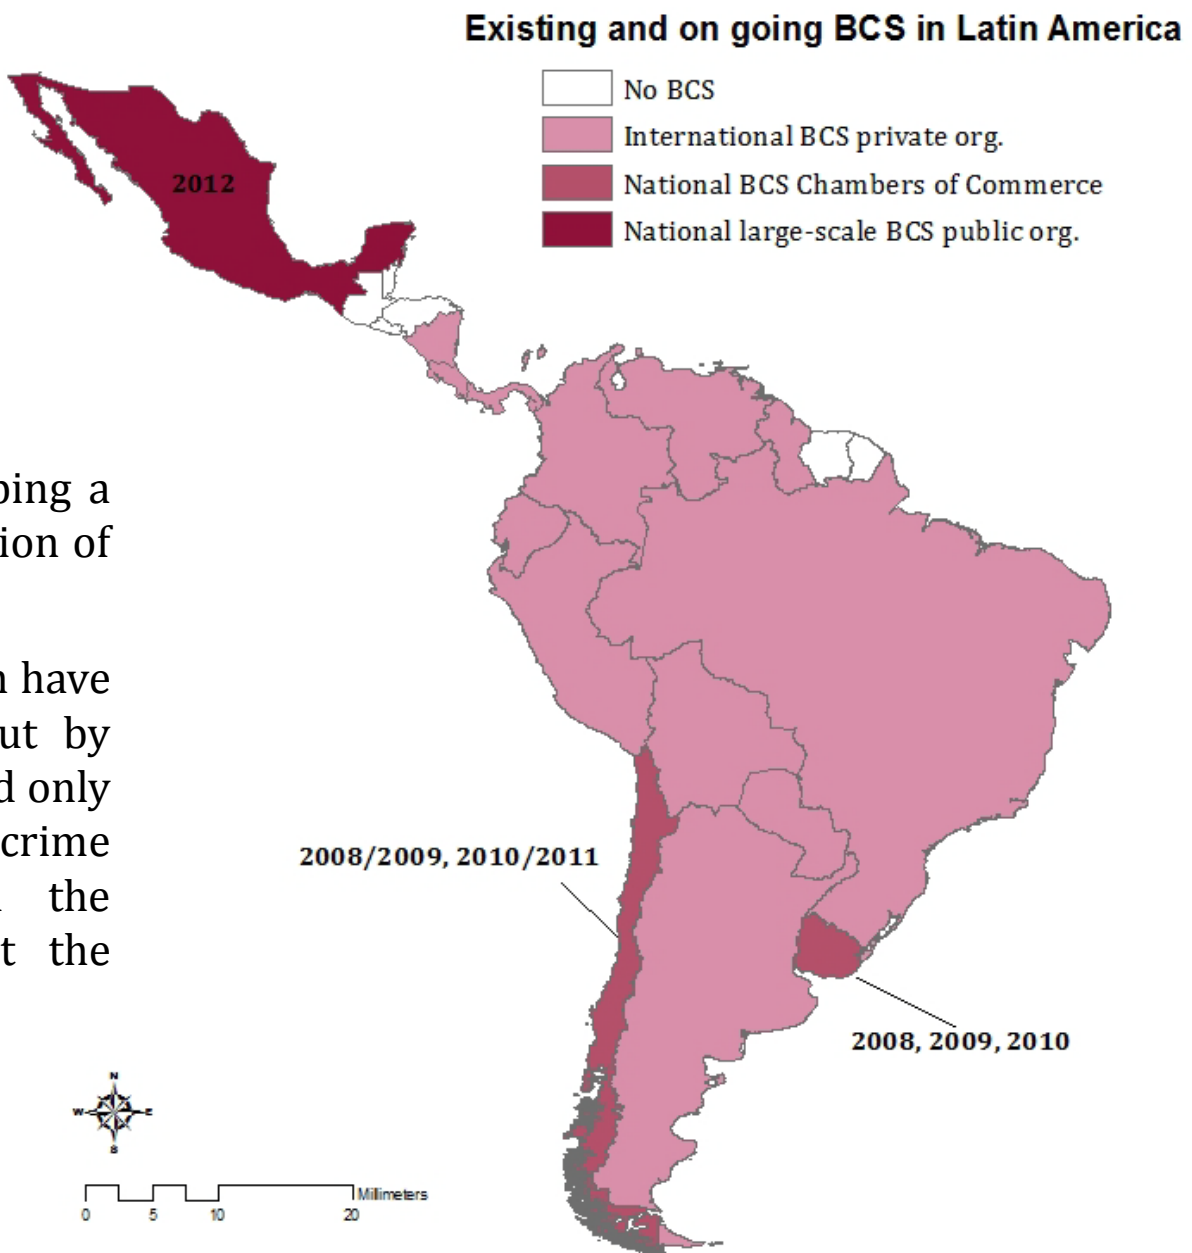 Existing and on going BCS in Latin America
No BCS
International BCS private org.
National BCS Chambers of Commerce
National large-scale BCS public org.
2012
ping a
ion of
have
ut by
d only
crime
the
t the
2008/2009, 2010/2011
2008, 2009, 2010
N
W E
S
Millimeters
0 5 10 20